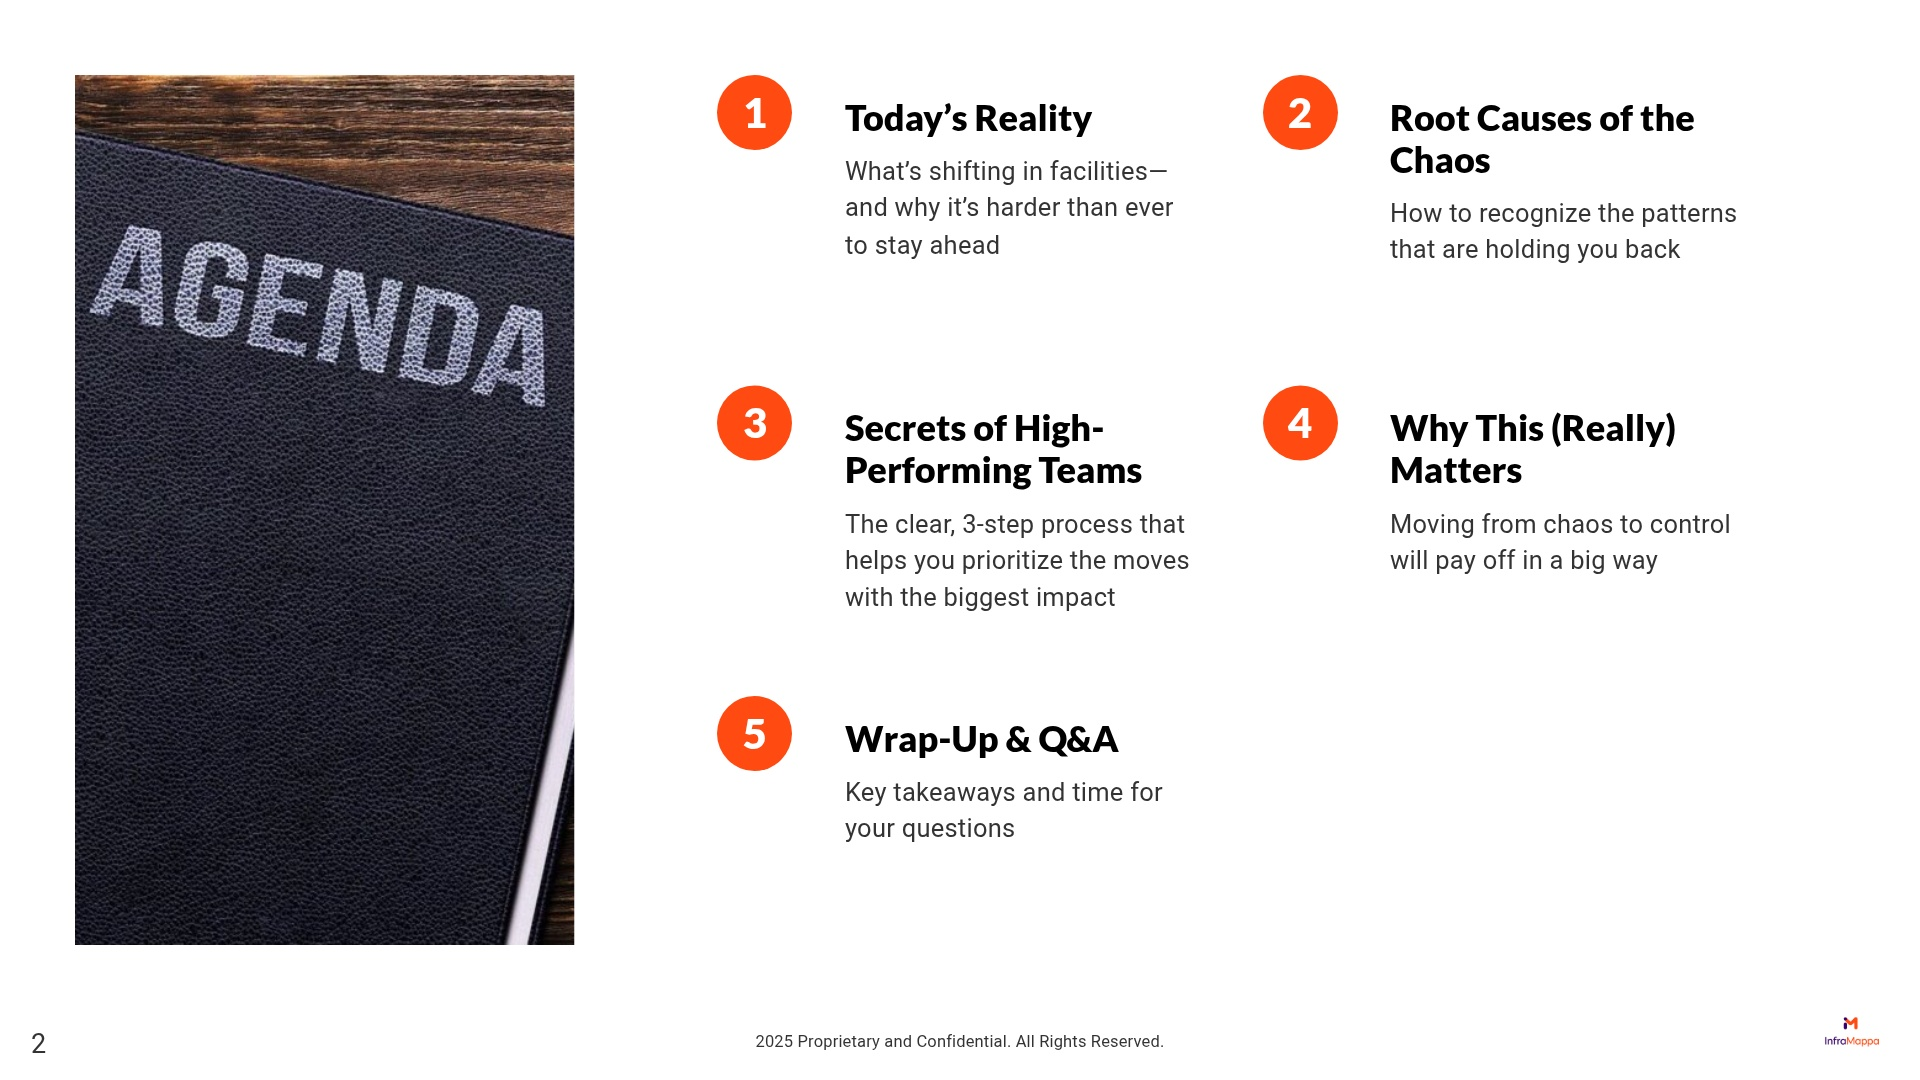 AGENDA
1
Today’s Reality
What’s shifting in facilities—
and why it’s harder than ever
to stay ahead
2
Root Causes of the
Chaos
How to recognize the patterns
that are holding you back
3
Secrets of High-
Performing Teams
The clear, 3-step process that
helps you prioritize the moves
with the biggest impact
4
Why This (Really)
Matters
Moving from chaos to control
will pay off in a big way
5
Wrap-Up & Q&A
Key takeaways and time for
your questions
2
2025 Proprietary and Confidential. All Rights Reserved.
InfraMappa